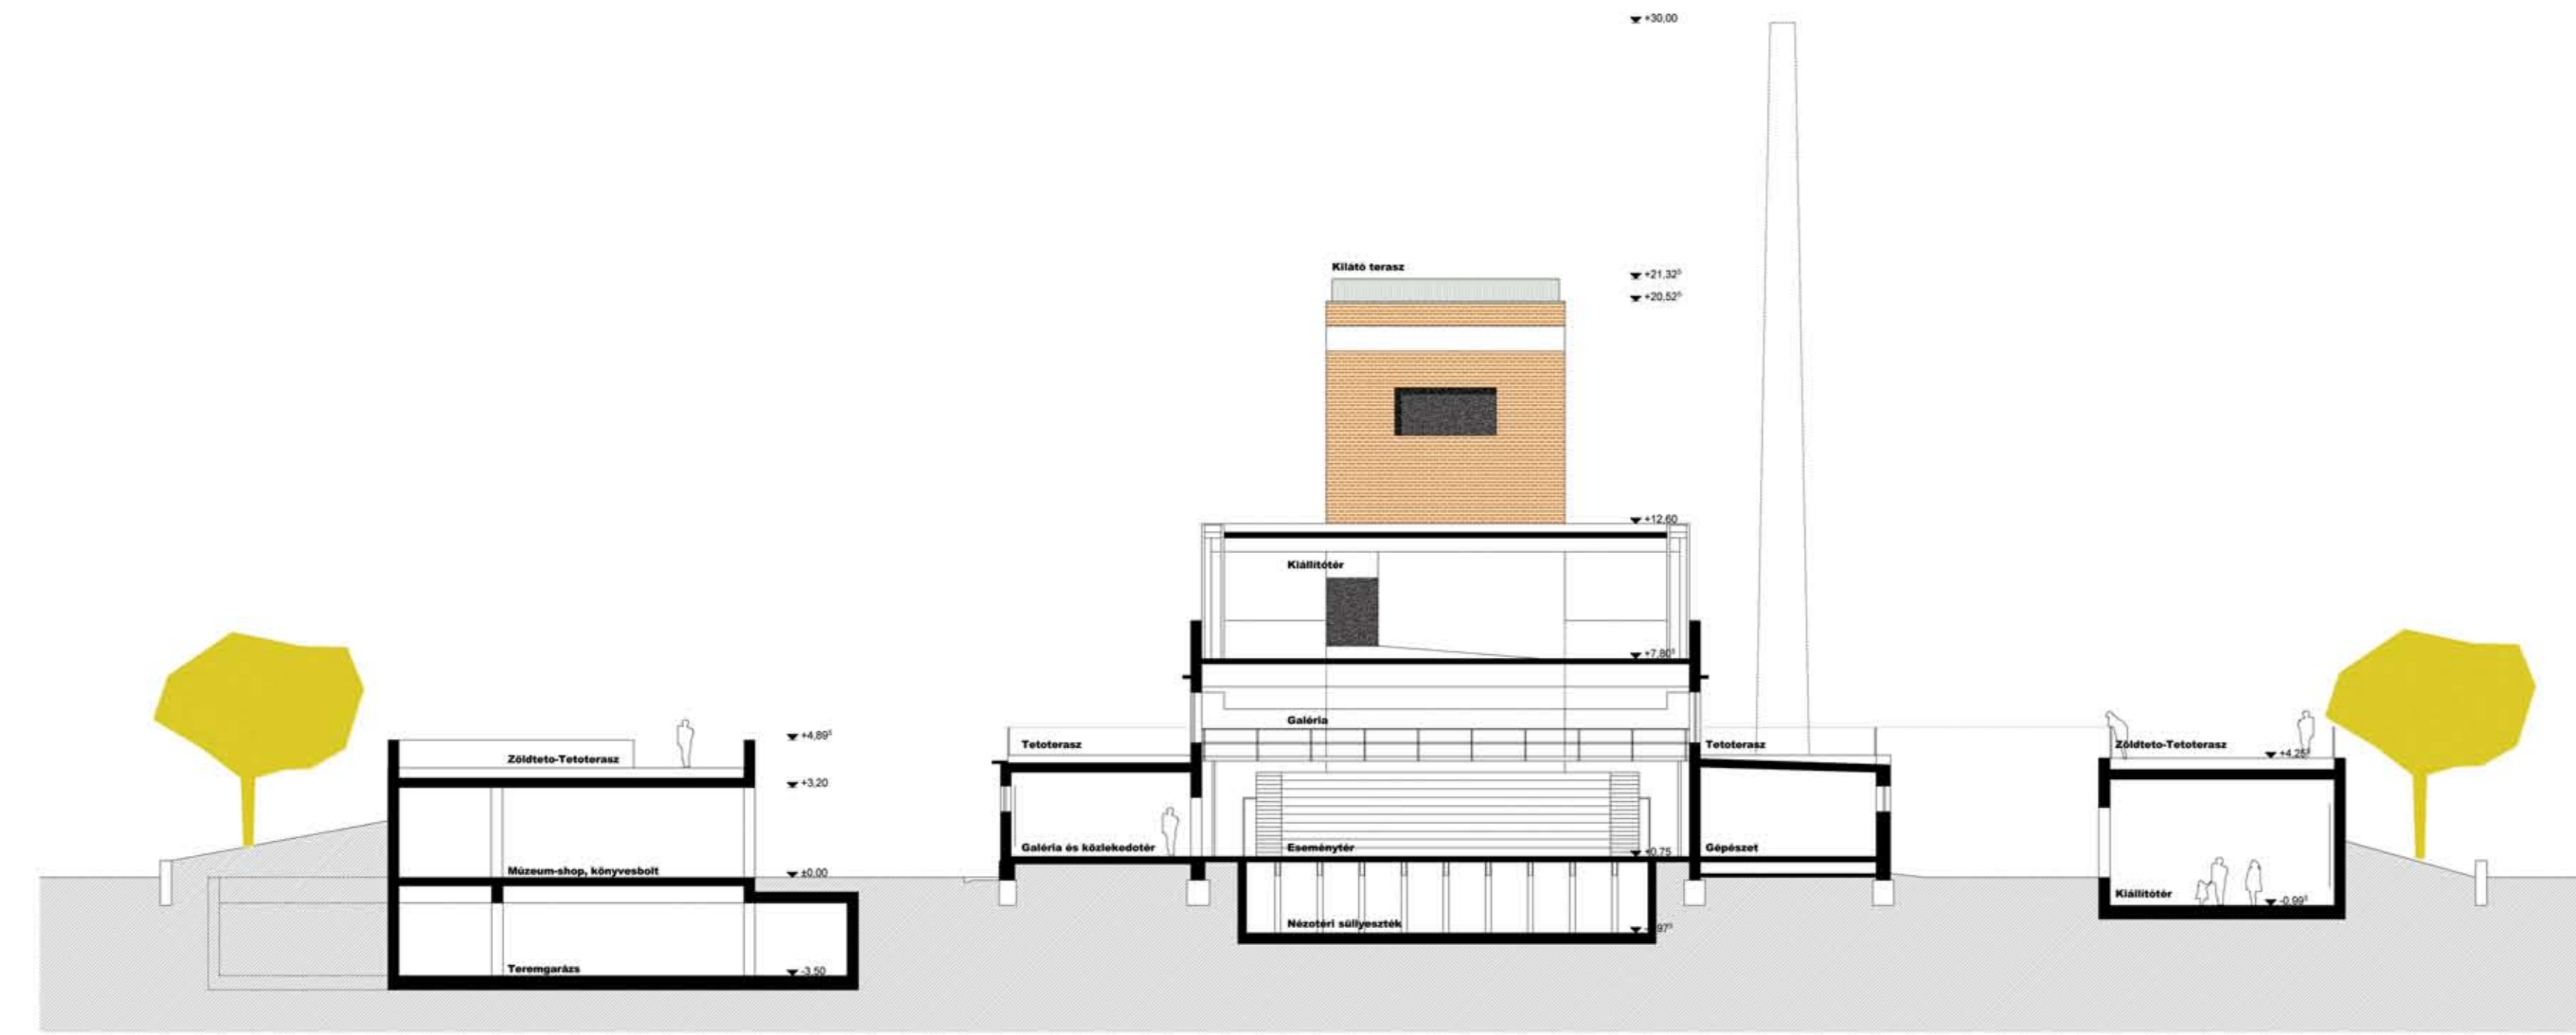 +30,00
Kilátó terasz
+21,32⁵
+20,52⁵
+12,60
Kiállítótér
+7,80⁵
Galéria
+4,89⁵
Tetoterasz
Tetoterasz
Zöldteto-Tetoterasz
+4,25⁵
Zöldteto-Tetoterasz
+3,20
Galéria és közlekedotér
Eseménytér
+0,75
Gépészet
Múzeum-shop, könyvesbolt
±0,00
Kiállítótér
-0,99⁵
Nézotéri süllyeszték
97⁵
Teremgarázs
-3,50